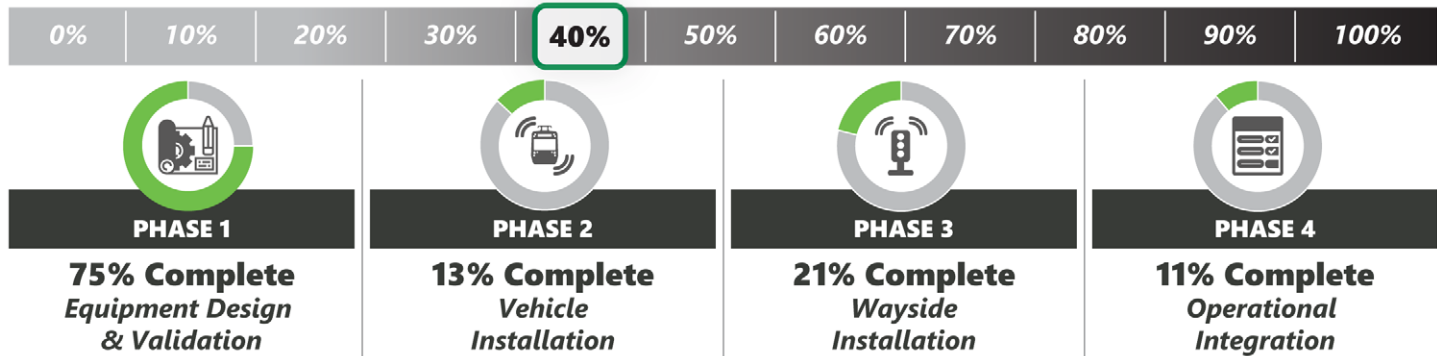 0% 10% 20% 30% 40% 50% 60% 70% 80% 90% 100%
PHASE 1
75% Complete
Equipment Design
& Validation
PHASE 2
13% Complete
Vehicle
Installation
PHASE 3
21% Complete
Wayside
Installation
PHASE 4
11% Complete
Operational
Integration